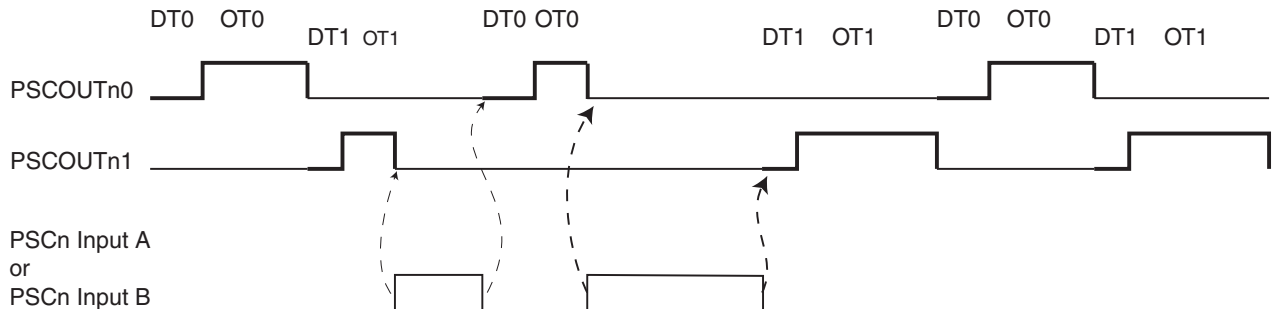 DT0 OT0 DT0 OT0 DT0 OT0
DT1 OT1 DT1 OT1 DT1 OT1
PSCOUTn0
PSCOUTn1
PSCn Input A
or
PSCn Input B